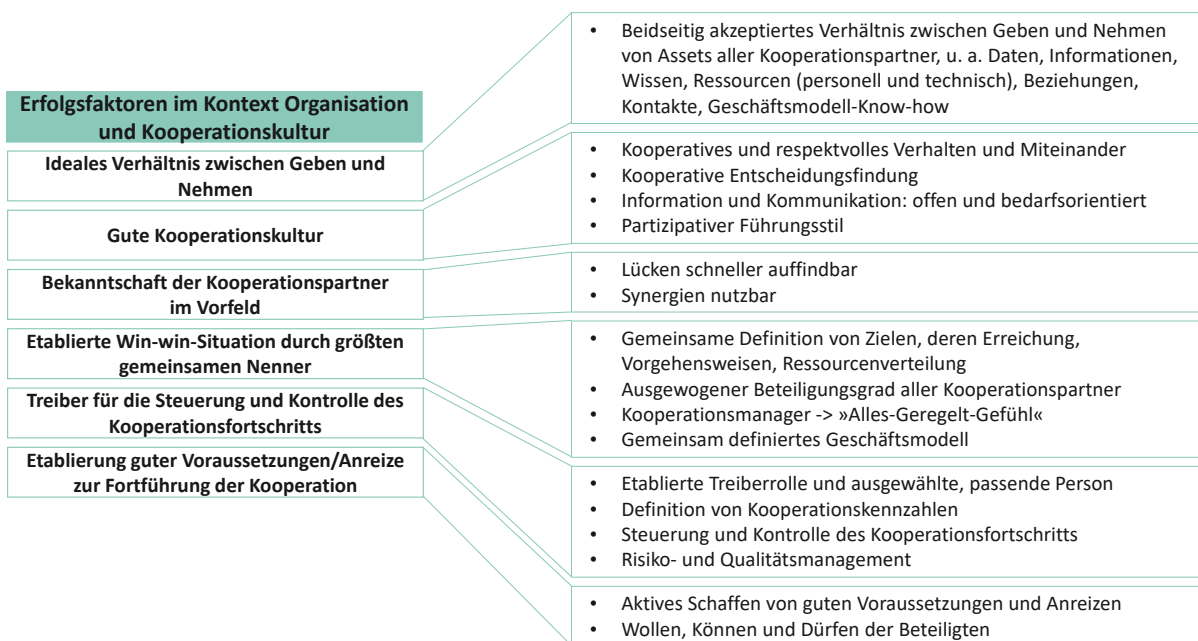 Erfolgsfaktoren im Kontext Organisation
und Kooperationskultur
Ideales Verhältnis zwischen Geben und
Nehmen
Gute Kooperationskultur
Bekanntschaft der Kooperationspartner
im Vorfeld
Etablierte Win-win-Situation durch größten
gemeinsamen Nenner
Treiber für die Steuerung und Kontrolle des
Kooperationsfortschritts
Etablierung guter Voraussetzungen/Anreize
zur Fortführung der Kooperation
• Beidseitig akzeptiertes Verhältnis zwischen Geben und Nehmen
von Assets aller Kooperationspartner, u. a. Daten, Informationen,
Wissen, Ressourcen (personell und technisch), Beziehungen,
Kontakte, Geschäftsmodell-Know-how
• Kooperatives und respektvolles Verhalten und Miteinander
• Kooperative Entscheidungsfindung
• Information und Kommunikation: offen und bedarfsorientiert
• Partizipativer Führungsstil
• Lücken schneller auffindbar
• Synergien nutzbar
• Gemeinsame Definition von Zielen, deren Erreichung,
Vorgehensweisen, Ressourcenverteilung
• Ausgewogener Beteiligungsgrad aller Kooperationspartner
• Kooperationsmanager -> »Alles-Geregelt-Gefühl«
• Gemeinsam definiertes Geschäftsmodell
• Etablierte Treiberrolle und ausgewählte, passende Person
• Definition von Kooperationskennzahlen
• Steuerung und Kontrolle des Kooperationsfortschritts
• Risiko- und Qualitätsmanagement
• Aktives Schaffen von guten Voraussetzungen und Anreizen
• Wollen, Können und Dürfen der Beteiligten